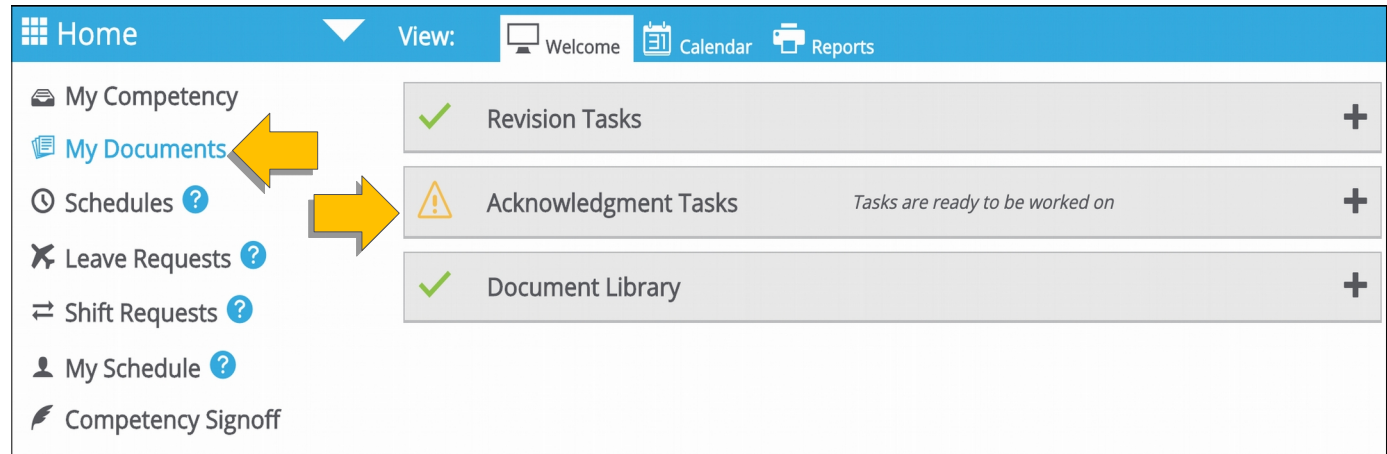 Home
View:
Welcome
31
Calendar
Reports
My Competency
My Documents
Schedules ?
Leave Requests ?
Shift Requests ?
My Schedule ?
Competency Signoff
Revision Tasks +
Acknowledgment Tasks Tasks are ready to be worked on +
Document Library +